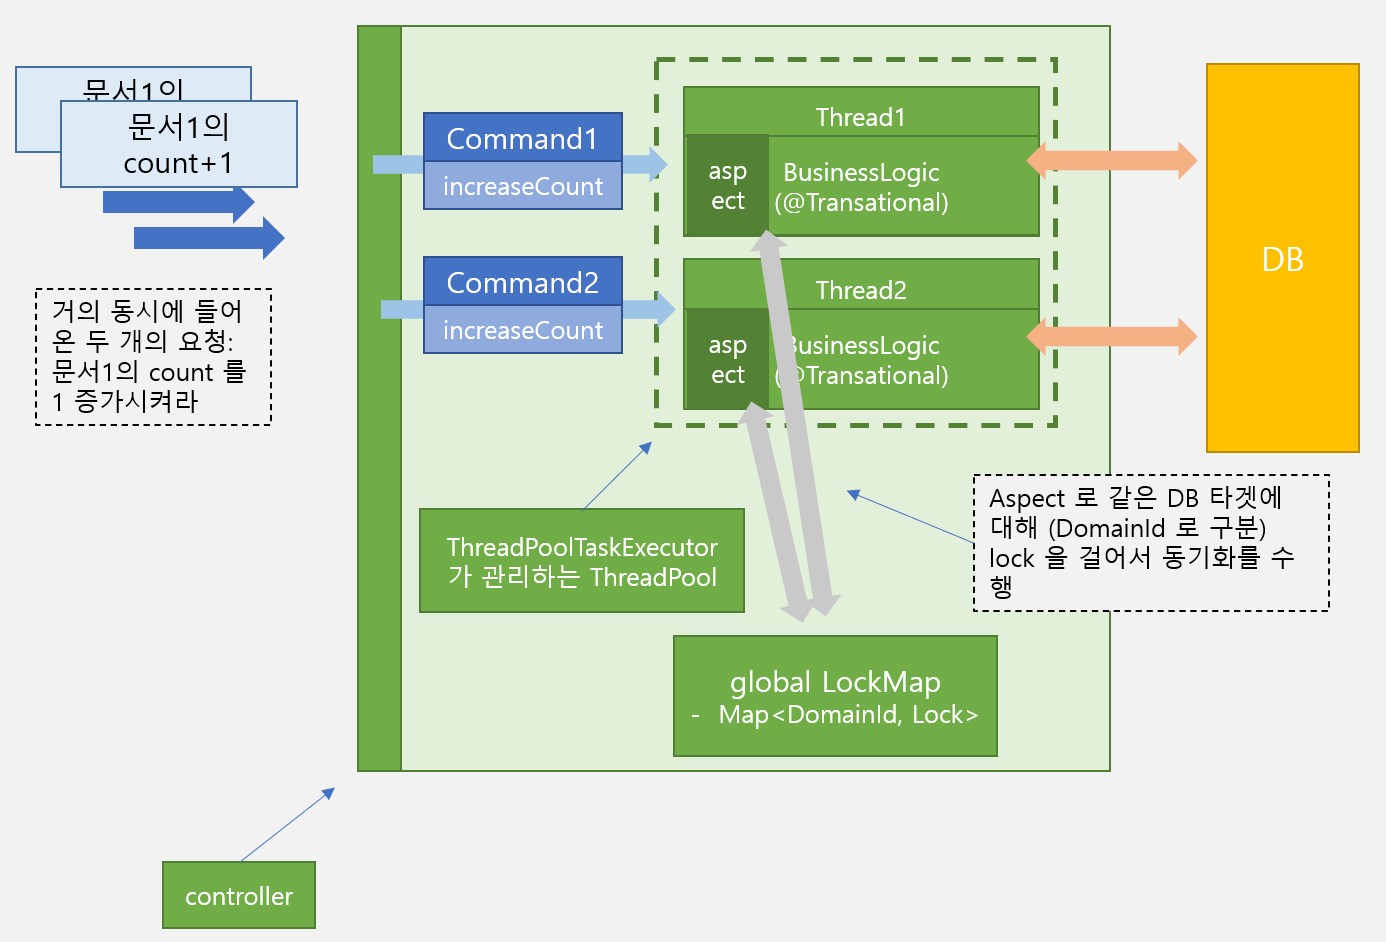 문서1의
문서1의
count+1
거의 동시에 들어
온 두 개의 요청:
문서1의 count 를
1 증가시켜라
Command1
increaseCount
Command2
increaseCount
Thread1
asp
ect
BusinessLogic
(@Transational)
Thread2
asp
ect
BusinessLogic
(@Transational)
DB
ThreadPoolTaskExecutor
가 관리하는 ThreadPool
Aspect 로 같은 DB 타겟에
대해 (DomainId 로 구분)
lock 을 걸어서 동기화를 수
행
global LockMap
- Map<DomainId, Lock>
controller